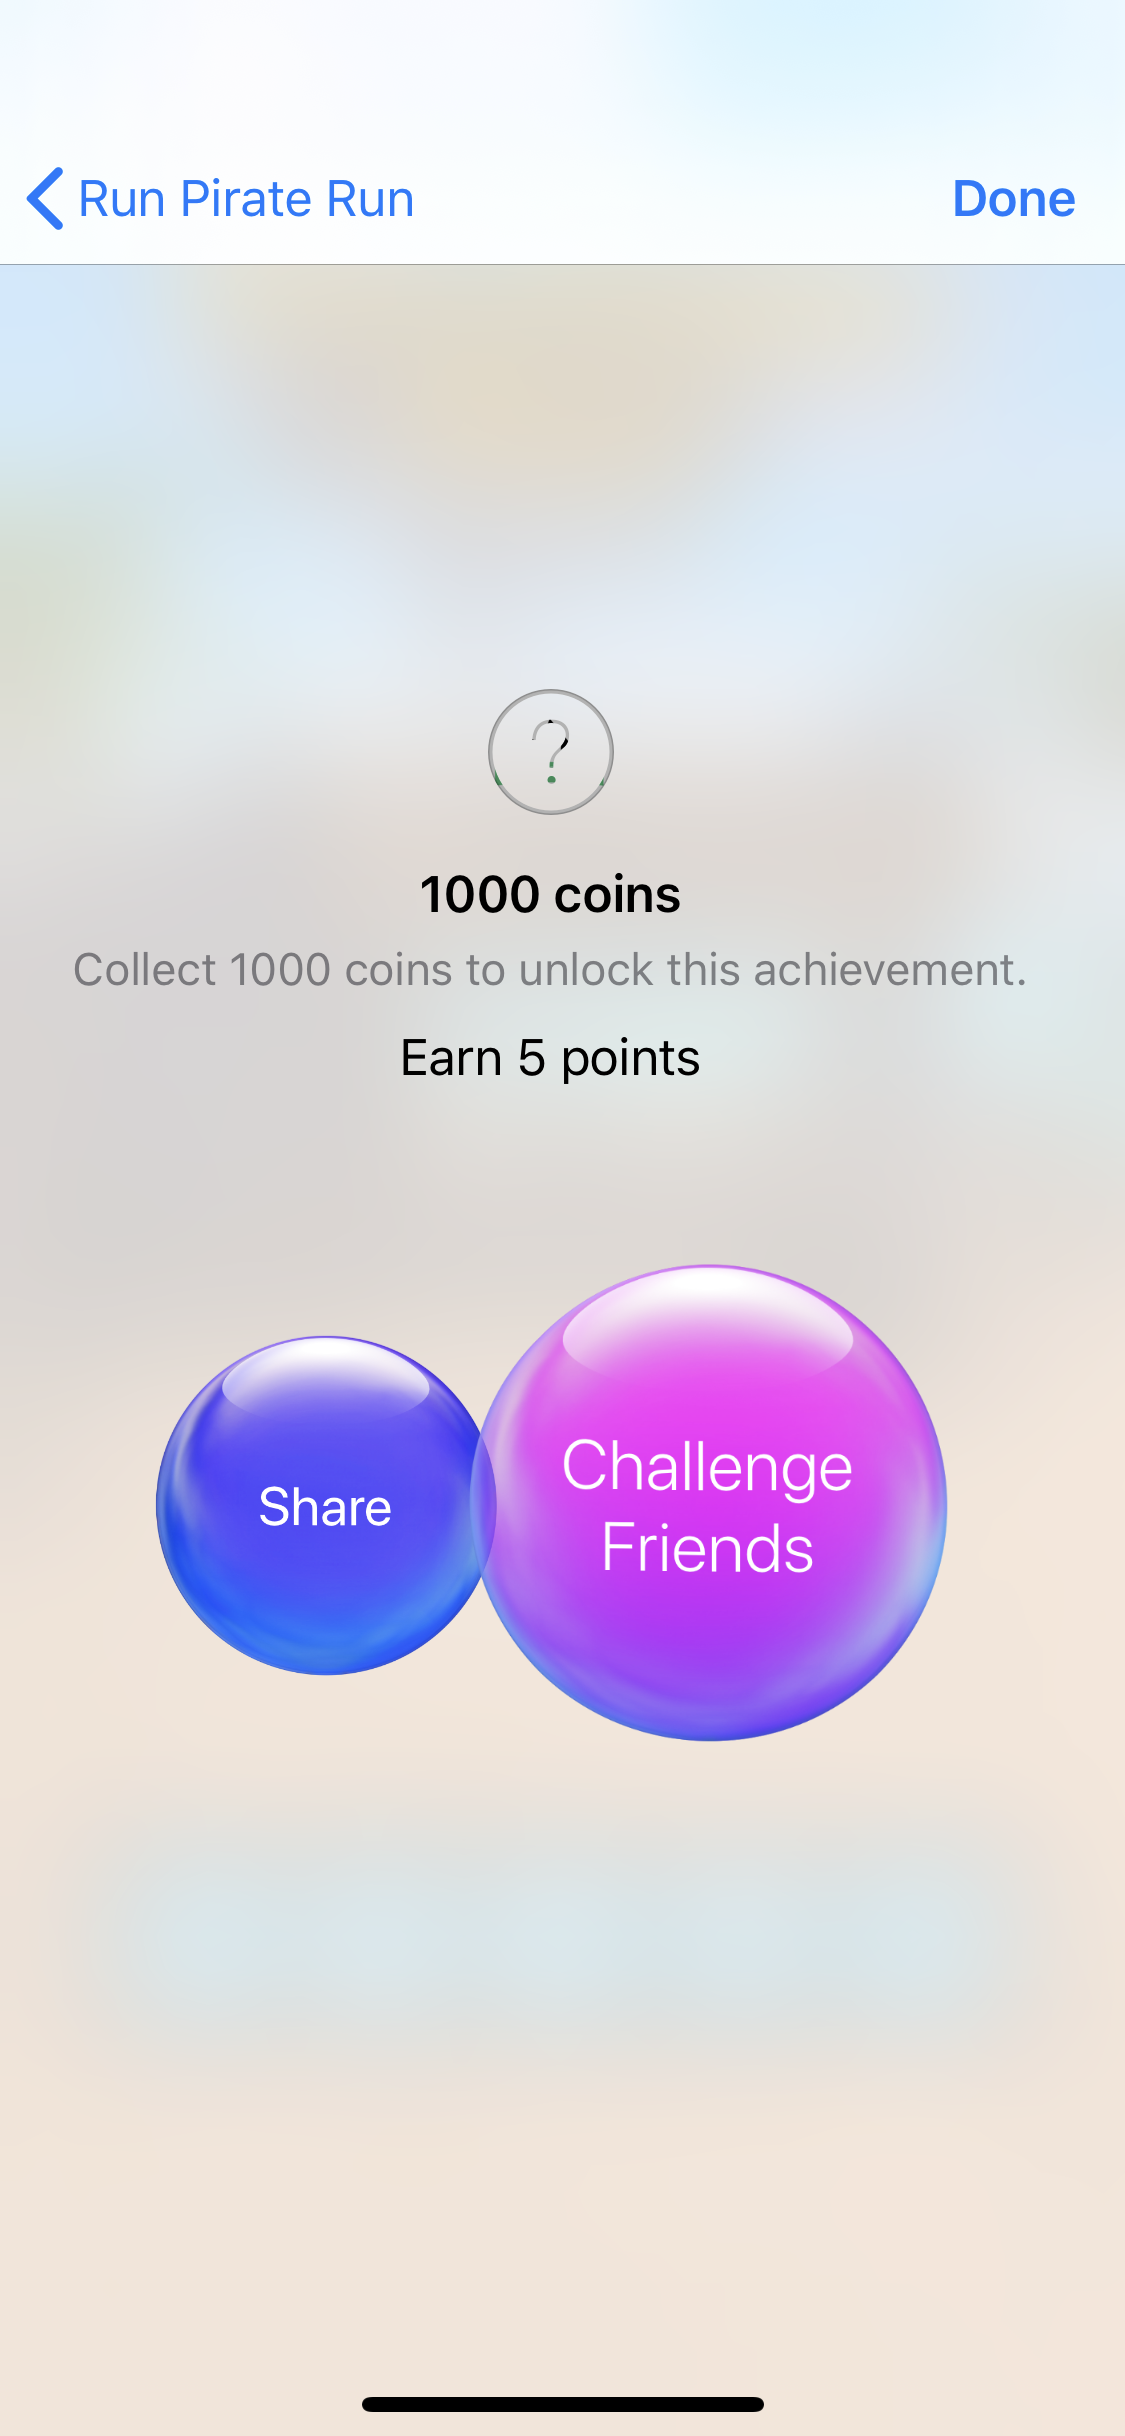 Run Pirate Run
Done
?
1000 coins
Collect 1000 coins to unlock this achievement.
Earn 5 points
Share
Challenge
Friends